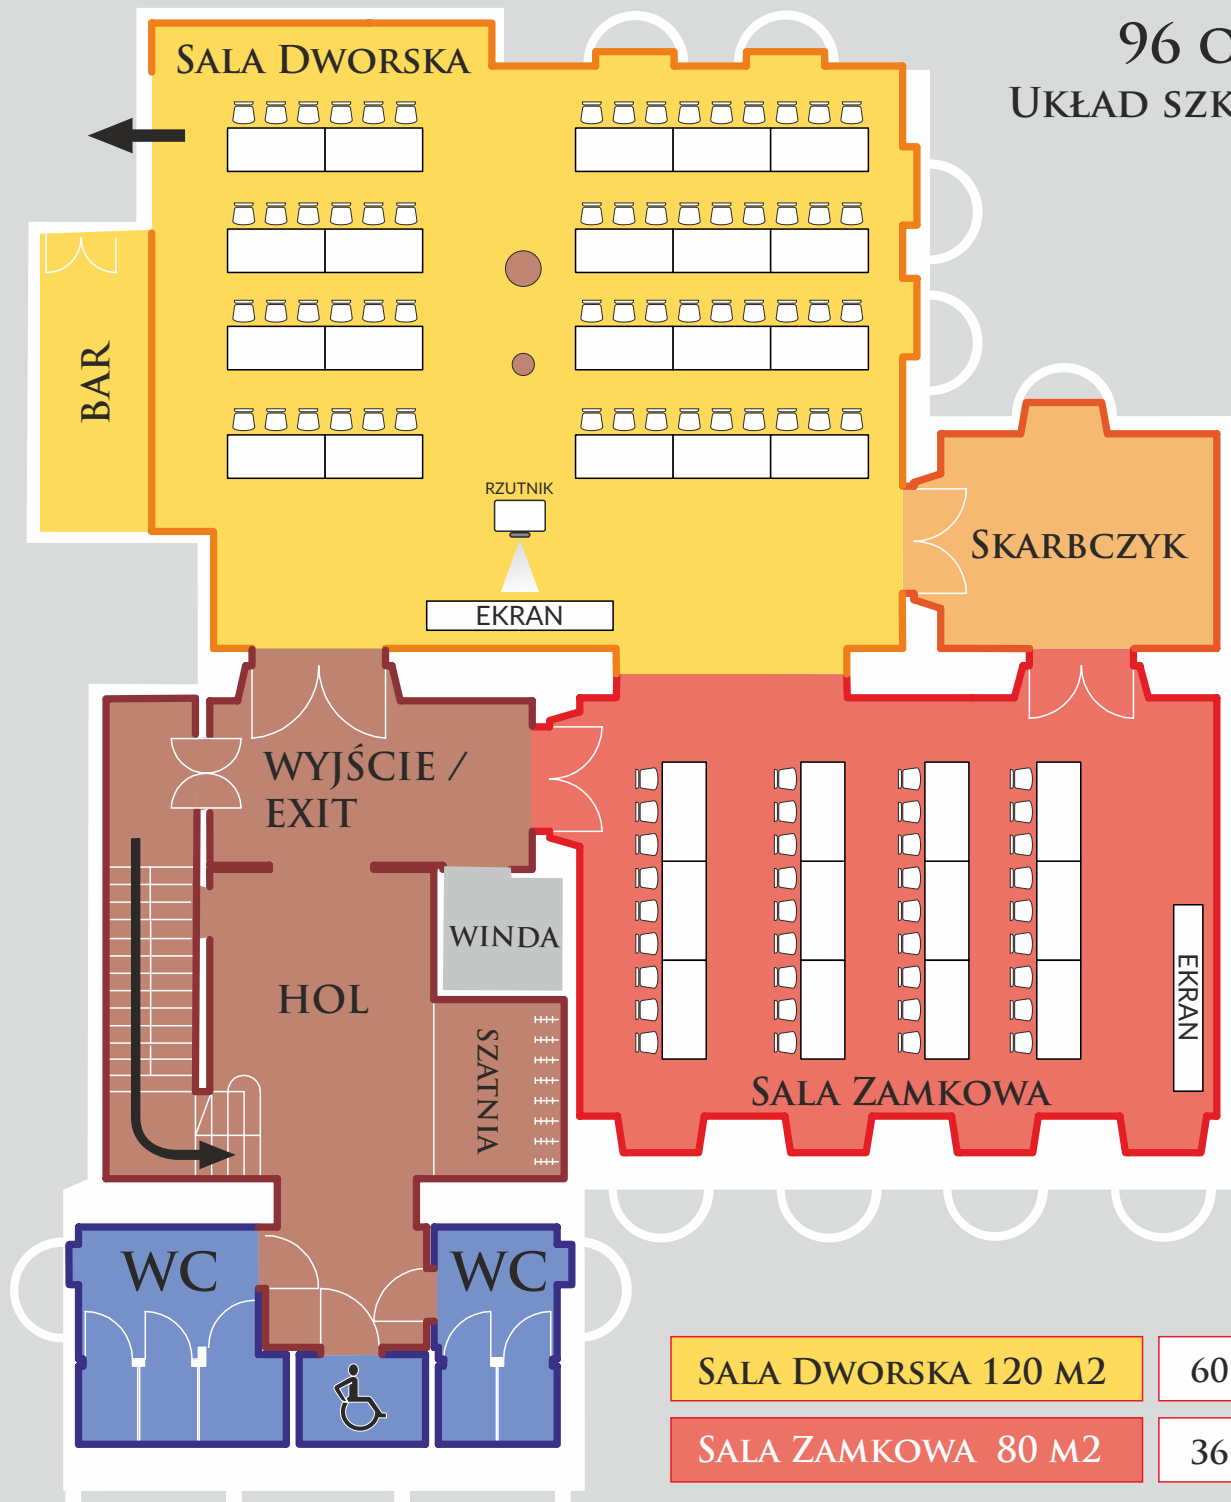 96 O
UKŁAD SZK
SALA DWORSKA
BAR
RZUTNIK
EKRAN
SKARBCZYK
WYJŚCIE /
EXIT
WINDA
HOL
SZATNIA
EKRAN
SALA ZAMKOWA
WC
WC
SALA DWORSKA 120 M2
60
SALA ZAMKOWA 80 M2
36